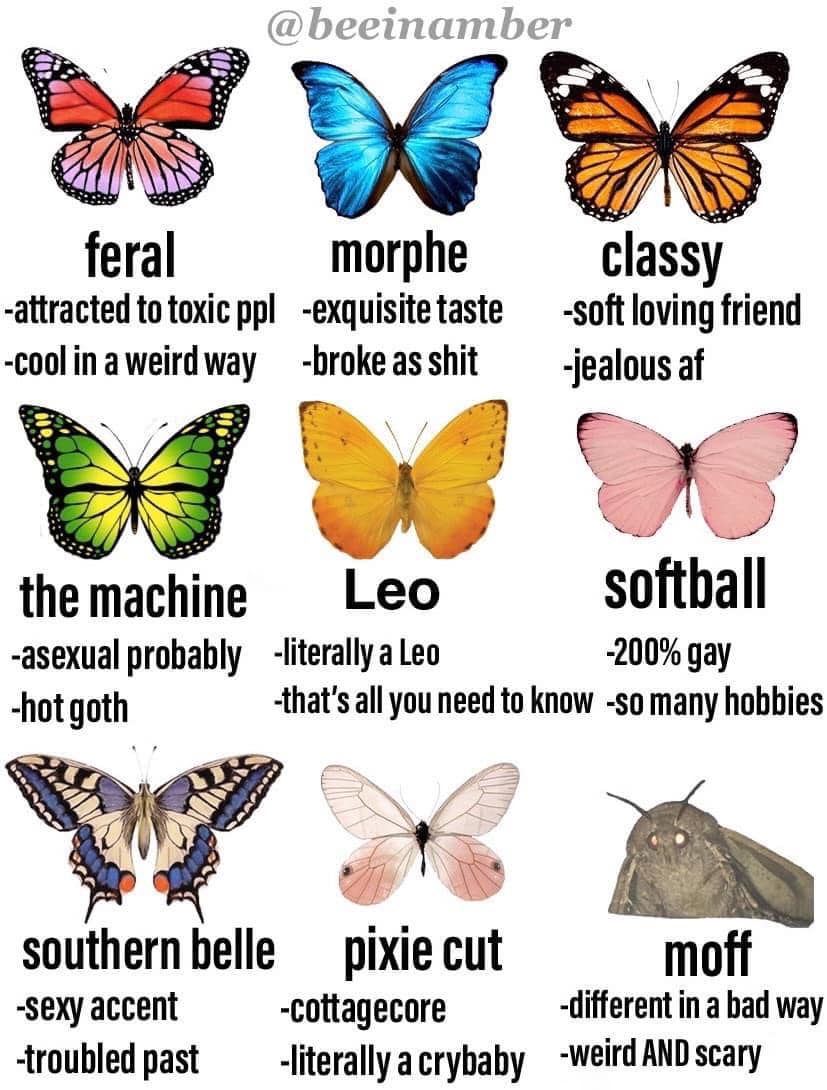 @beeinamber
feral
-attracted to toxic ppl
-cool in a weird way
morphe
-exquisite taste
-broke as shit
classy
-soft loving friend
-jealous af
the machine
-asexual probably
-hot goth
Leo
-literally a Leo
-that's all you need to know
softball
-200% gay
-so many hobbies
southern belle
-sexy accent
-troubled past
pixie cut
-cottagecore
-literally a crybaby
moff
-different in a bad way
-weird AND scary